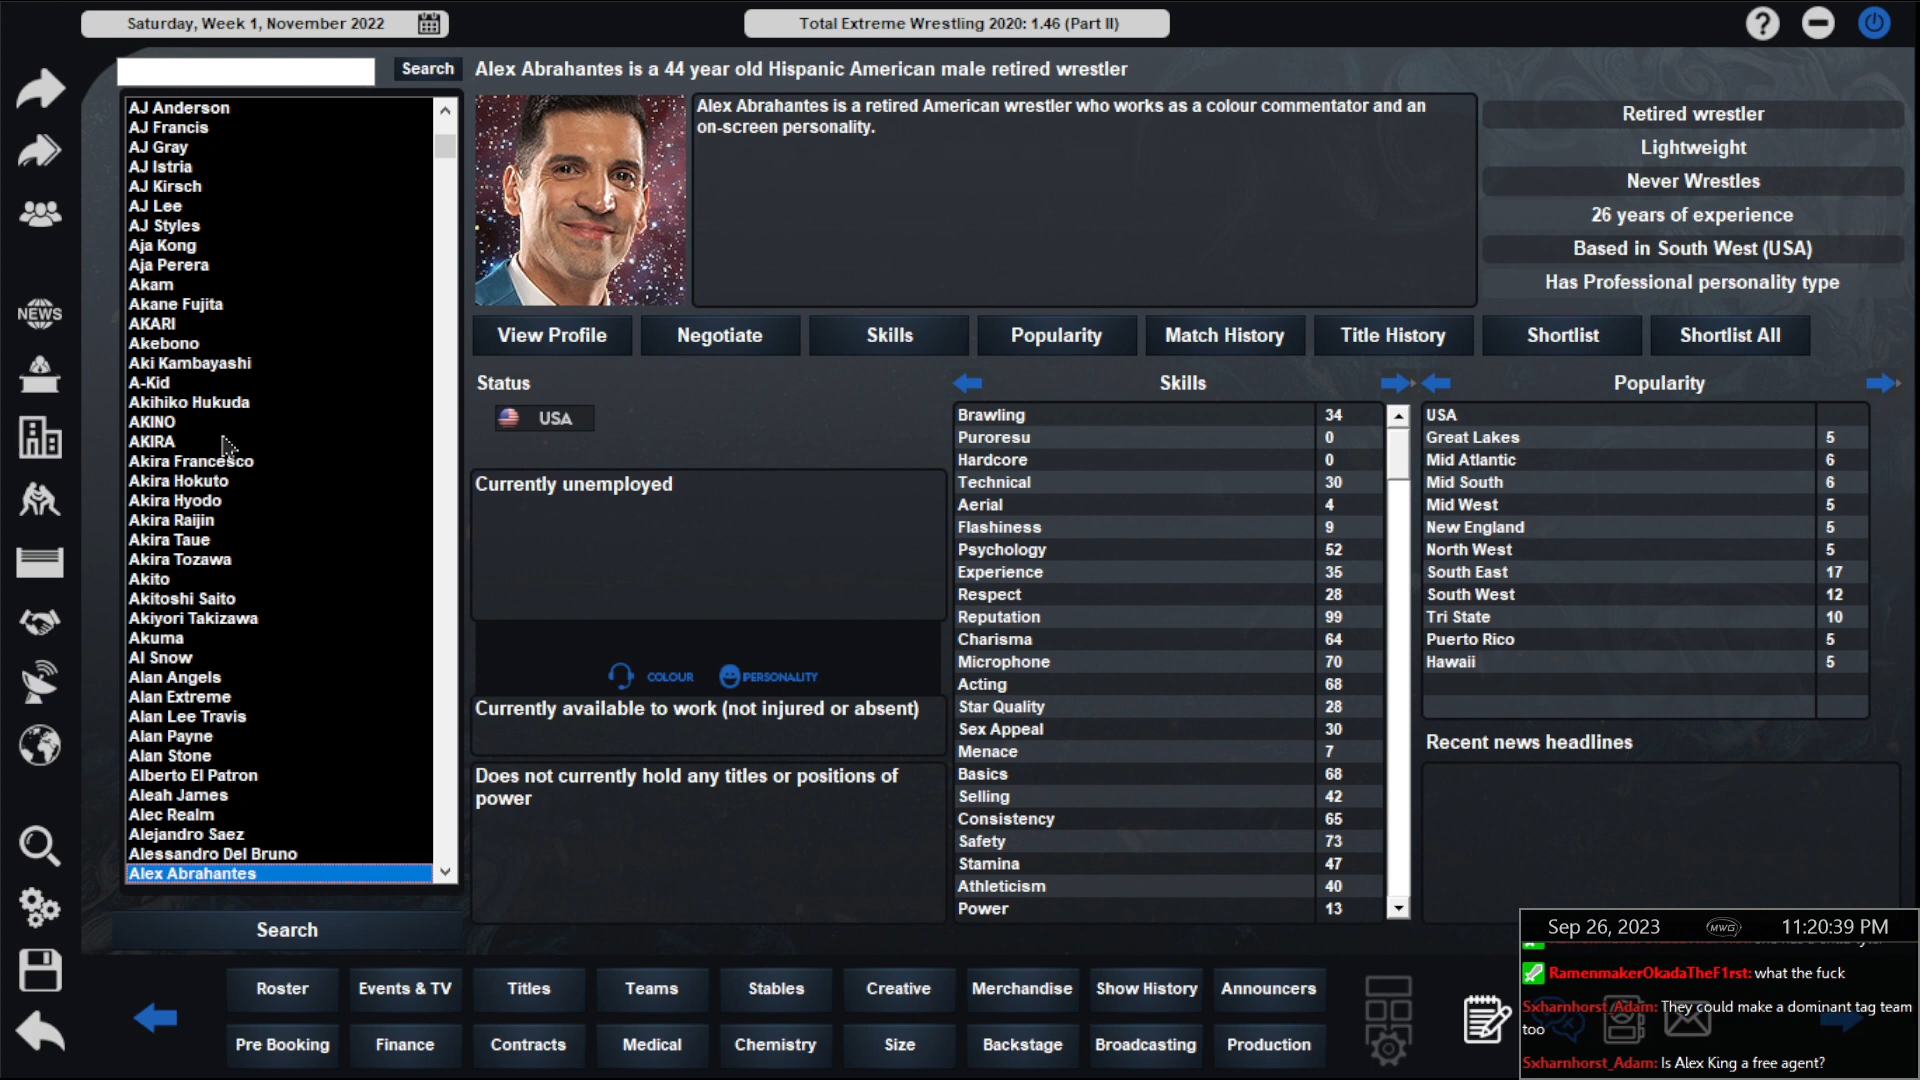 Saturday, Week 1, November 2022
Total Extreme Wrestling 2020: 1.46 (Part II)
?
Search
Alex Abrahantes is a 44 year old Hispanic American male retired wrestler
AJ Anderson
AJ Francis
AJ Gray
AJ Istria
AJ Kirsch
AJ Lee
AJ Styles
Aja Kong
Aja Perera
Akam
Akane Fujita
AKARI
Akebono
Aki Kambayashi
A-Kid
Akihiko Hukuda
AKINO
AKIRA
Akira Francesco
Akira Hokuto
Akira Hyodo
Akira Raijin
Akira Taue
Akira Tozawa
Akito
Akitoshi Saito
Akiyori Takizawa
Akuma
Al Snow
Alan Angels
Alan Extreme
Alan Lee Travis
Alan Payne
Alan Stone
Alberto El Patron
Aleah James
Alec Realm
Alejandro Saez
Alessandro Del Bruno
Alex Abrahantes
Search
NEWS
Alex Abrahantes is a retired American wrestler who works as a colour commentator and an
on-screen personality.
Retired wrestler
Lightweight
Never Wrestles
26 years of experience
Based in South West (USA)
Has Professional personality type
View Profile
Negotiate
Skills
Popularity
Match History
Title History
Shortlist
Shortlist All
Status
USA
Currently unemployed
COLOUR
PERSONALITY
Currently available to work (not injured or absent)
Does not currently hold any titles or positions of
power
Skills
Brawling 34
Puroresu 0
Hardcore 0
Technical 30
Aerial 4
Flashiness 9
Psychology 52
Experience 35
Respect 28
Reputation 99
Charisma 64
Microphone 70
Acting 68
Star Quality 28
Sex Appeal 30
Menace 7
Basics 68
Selling 42
Consistency 65
Safety 73
Stamina 47
Athleticism 40
Power 13
Popularity
USA
Great Lakes 5
Mid Atlantic 6
Mid South 6
Mid West 5
New England 5
North West 5
South East 17
South West 12
Tri State 10
Puerto Rico 5
Hawaii 5
Recent news headlines
Sep 26, 2023 MWG 11:20:39 PM
RamenmakerOkadaTheF1rst: what the fuck
Sxharnhorst_Adam: They could make a dominant tag team
too
Sxharnhorst_Adam: Is Alex King a free agent?
Roster
Events & TV
Titles
Teams
Stables
Creative
Merchandise
Show History
Announcers
Pre Booking
Finance
Contracts
Medical
Chemistry
Size
Backstage
Broadcasting
Production